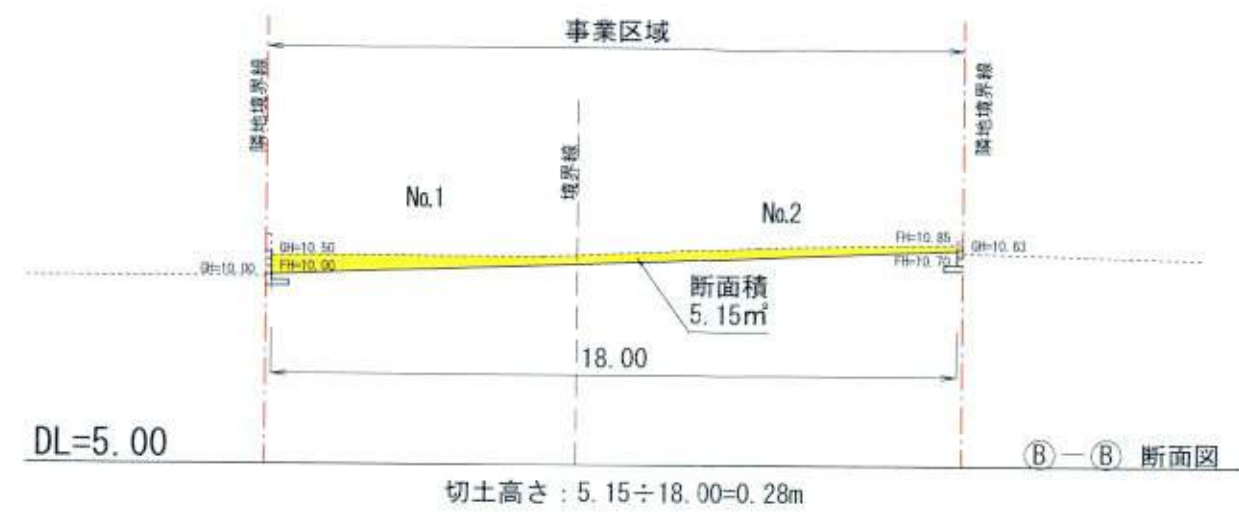 事業区域
隣地境界線
隣地境界線
境界線
No.1
No.2
GH=10.50
FH=10.85
GH=10.63
GH=10.00
FH=10.00
FH=10.70
断面積
5.15㎡
18.00
DL=5.00
Ⓑ−Ⓑ 断面図
切土高さ：5.15÷18.00=0.28m